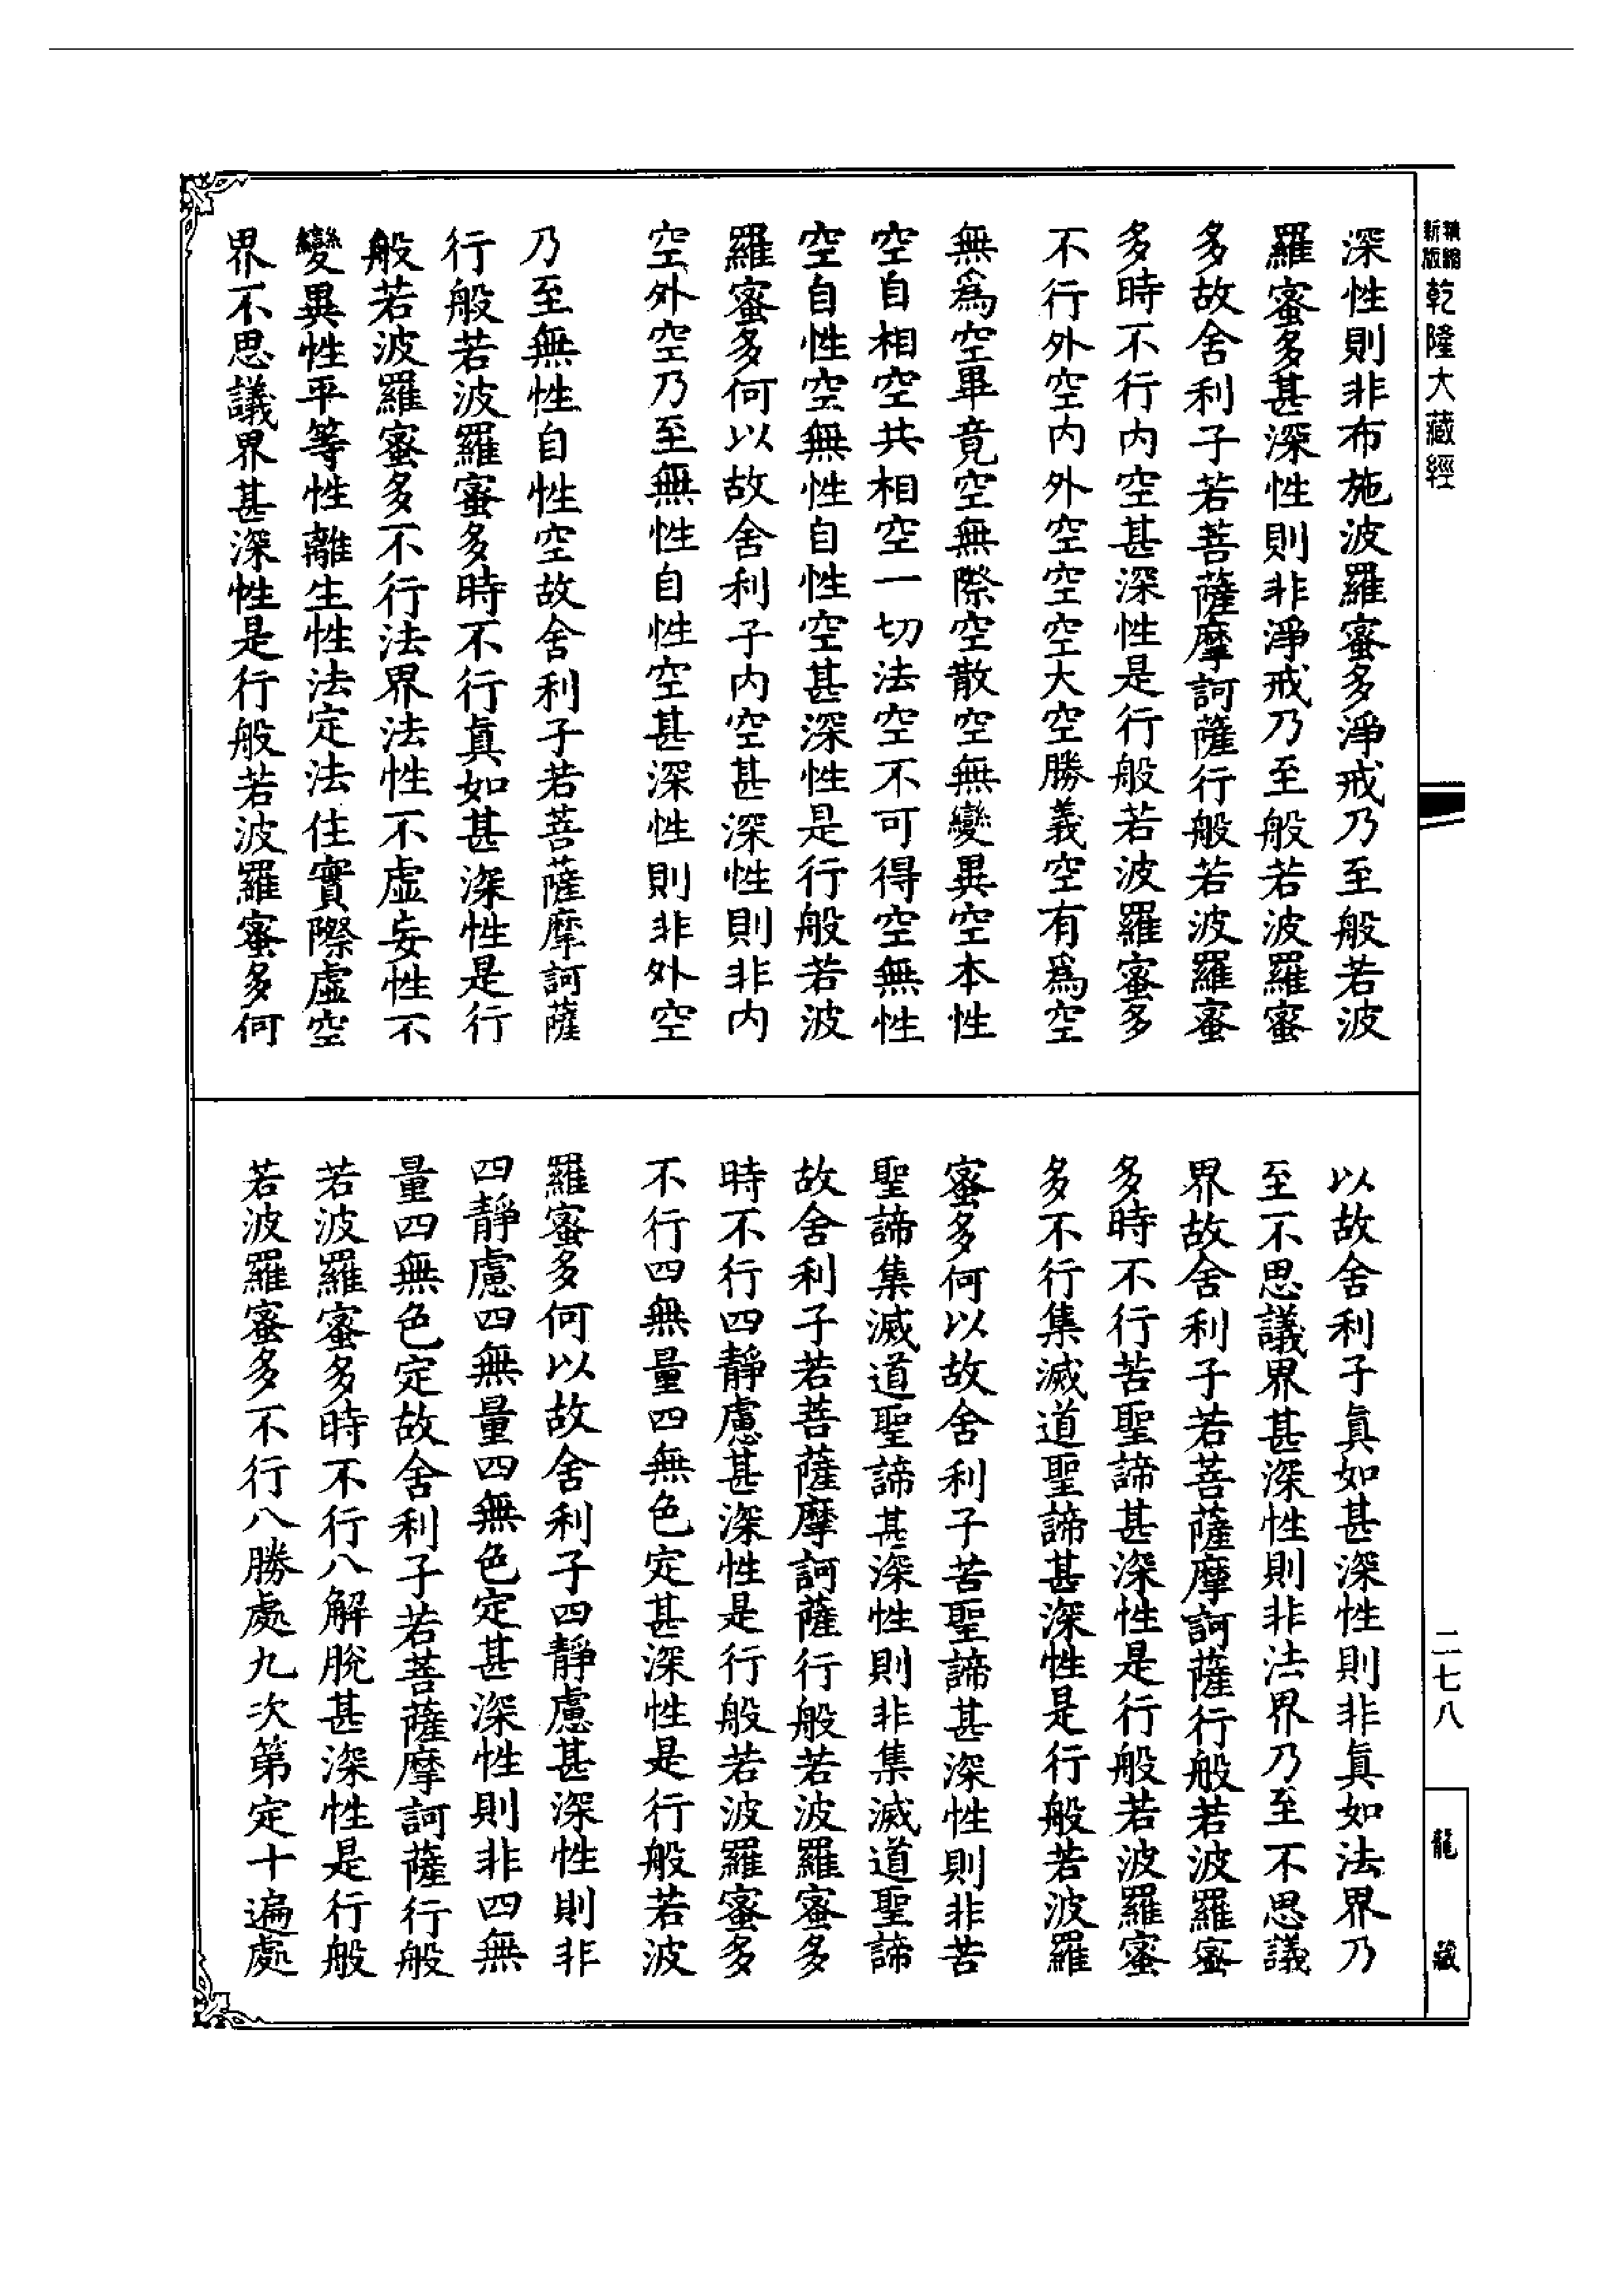 精縮
新版
乾隆大藏經
深性則非布施波羅蜜多淨戒乃至般若波
羅蜜多甚深性則非淨戒乃至般若波羅蜜
多故舍利子若菩薩摩訶薩行般若波羅蜜
多時不行內空甚深性是行般若波羅蜜多
不行外空內外空空空大空勝義空有為空
無為空畢竟空無際空散空無變異空本性
空自相空共相空一切法空不可得空無性
空自性空無性自性空甚深性是行般若波
羅蜜多何以故舍利子內空甚深性則非內
空外空乃至無性自性空甚深性則非外空
乃至無性自性空故舍利子若菩薩摩訶薩
行般若波羅蜜多時不行真如甚深性是行
般若波羅蜜多不行法界法性不虛妄性不
變異性平等性離生性法定法住實際虛空
界不思議界甚深性是行般若波羅蜜多何
以故舍利子真如甚深性則非真如法界乃
至不思議界甚深性則非法界乃至不思議
界故舍利子若菩薩摩訶薩行般若波羅蜜
多時不行苦聖諦甚深性是行般若波羅蜜
多不行集滅道聖諦甚深性是行般若波羅
蜜多何以故舍利子苦聖諦甚深性則非苦
聖諦集滅道聖諦甚深性則非集滅道聖諦
故舍利子若菩薩摩訶薩行般若波羅蜜多
時不行四靜慮甚深性是行般若波羅蜜多
不行四無量四無色定甚深性是行般若波
羅蜜多何以故舍利子四靜慮甚深性則非
四靜慮四無量四無色定甚深性則非四無
量四無色定故舍利子若菩薩摩訶薩行般
若波羅蜜多時不行八解脫甚深性是行般
若波羅蜜多不行八勝處九次第定十遍處
二七八
龍藏